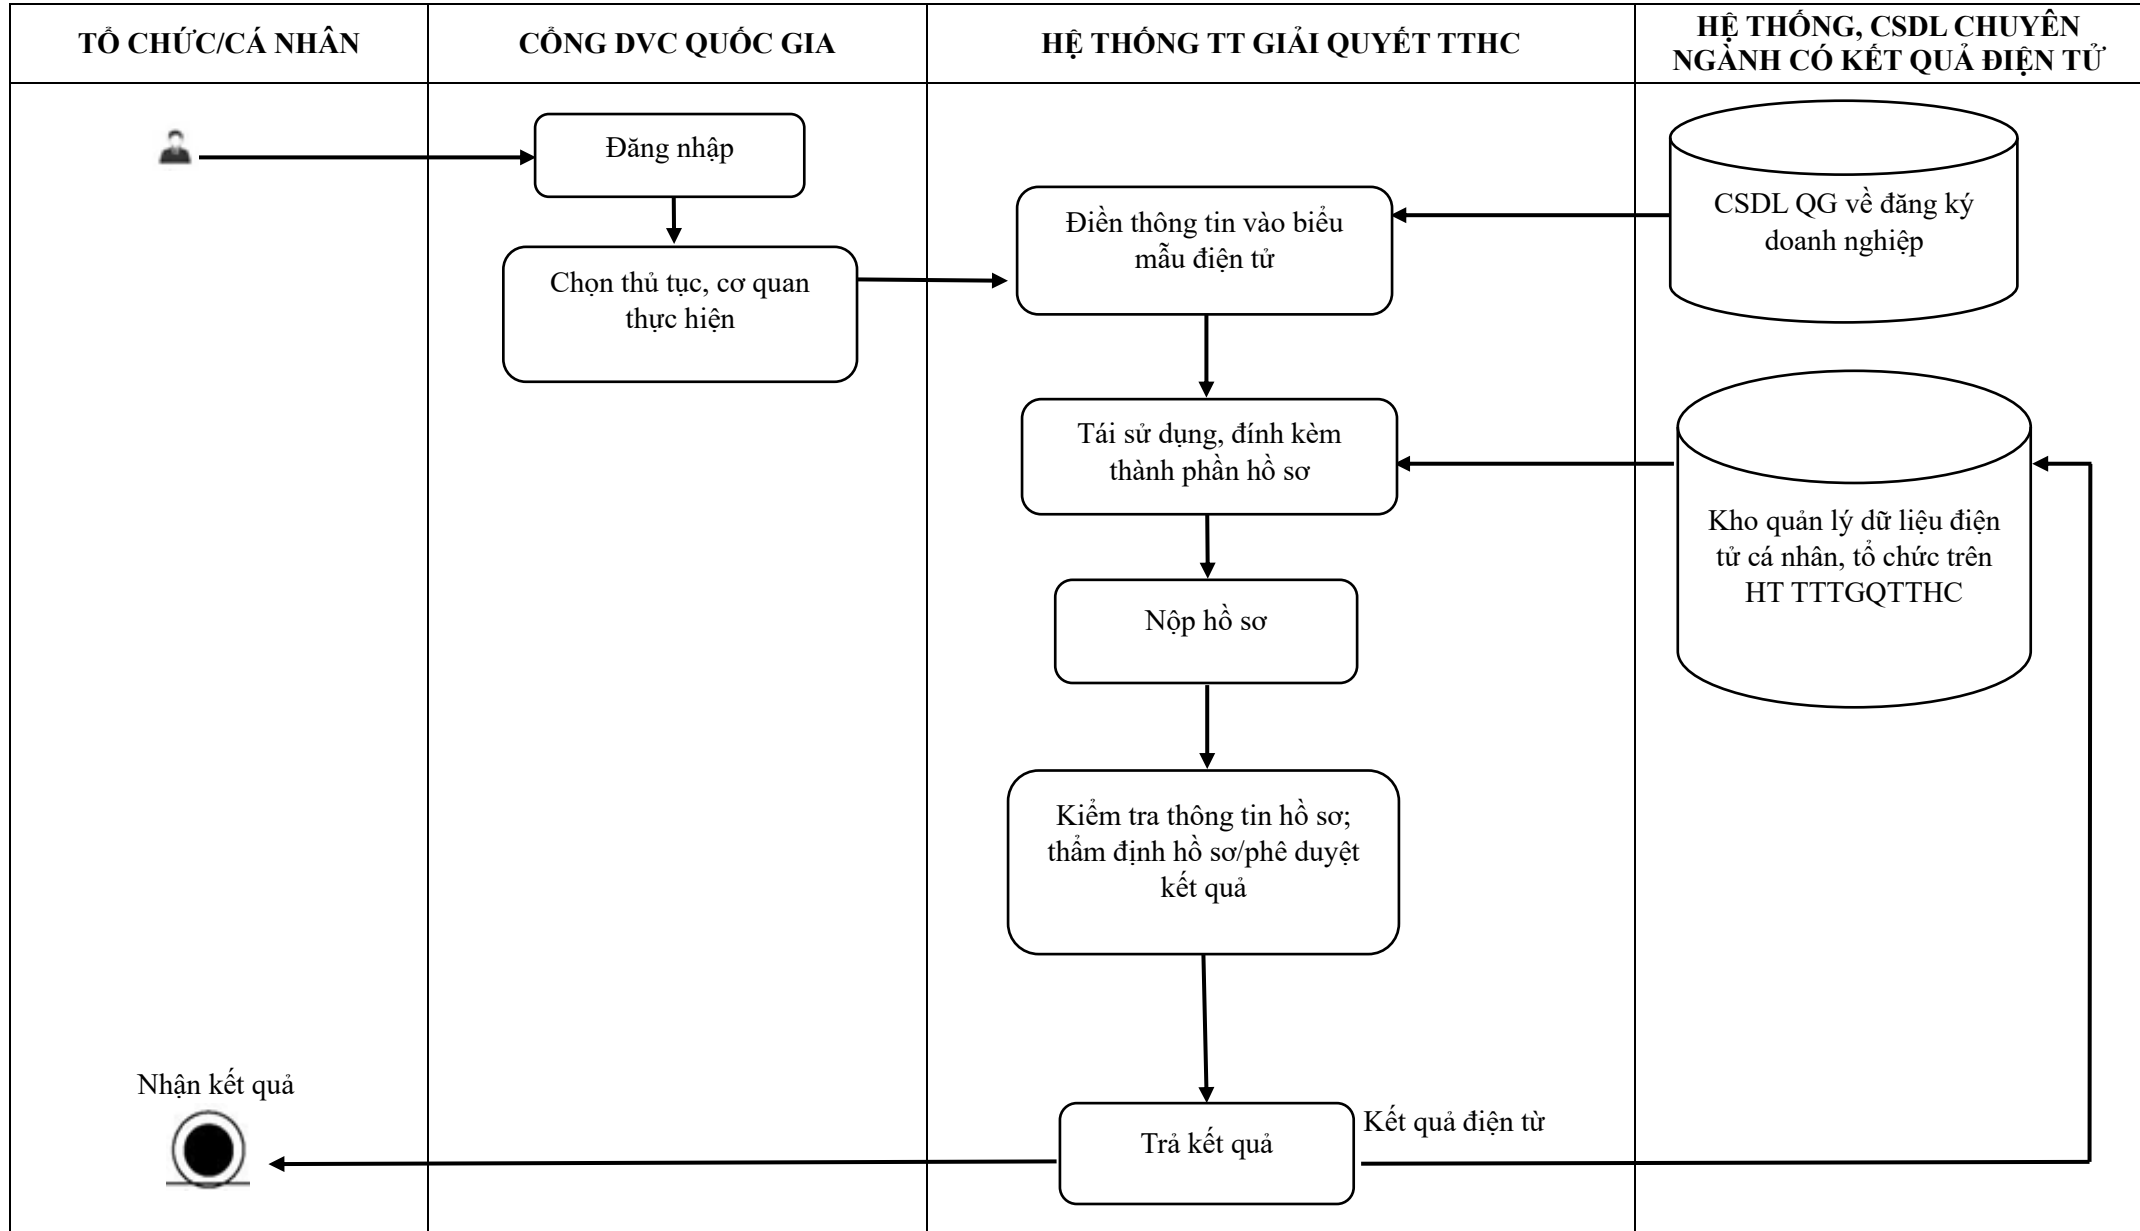 TỔ CHỨC/CÁ NHÂN
CỔNG DVC QUỐC GIA
HỆ THỐNG TT GIẢI QUYẾT TTHC
HỆ THỐNG, CSDL CHUYÊN
NGÀNH CÓ KẾT QUẢ ĐIỆN TỬ
Đăng nhập
Chọn thủ tục, cơ quan
thực hiện
Điền thông tin vào biểu
mẫu điện tử
CSDL QG về đăng ký
doanh nghiệp
Tái sử dụng, đính kèm
thành phần hồ sơ
Kho quản lý dữ liệu điện
tử cá nhân, tổ chức trên
HT TTTGQTTHC
Nộp hồ sơ
Kiểm tra thông tin hồ sơ;
thẩm định hồ sơ/phê duyệt
kết quả
Nhận kết quả
Trả kết quả
Kết quả điện từ